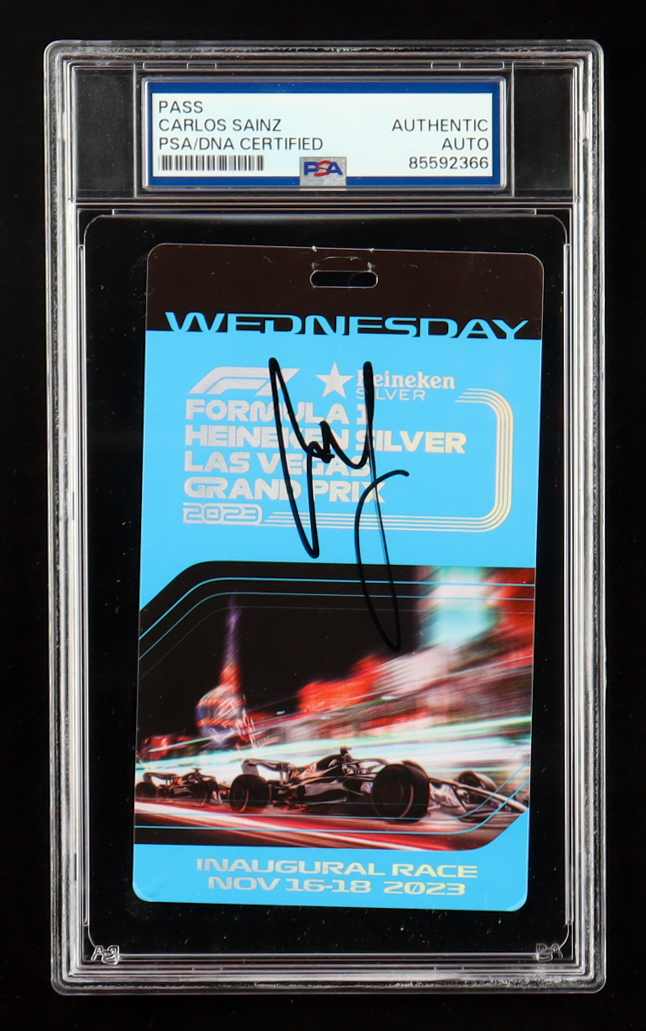 PASS
CARLOS SAINZ
PSA/DNA CERTIFIED
AUTHENTIC
AUTO
85592366
PSA
WEDNESDAY
Heineken
SILVER
FORMULA 1
HEINEKEN SILVER
LAS VEGAS
GRAND PRIX
2023
INAUGURAL RACE
NOV 16-18 2023